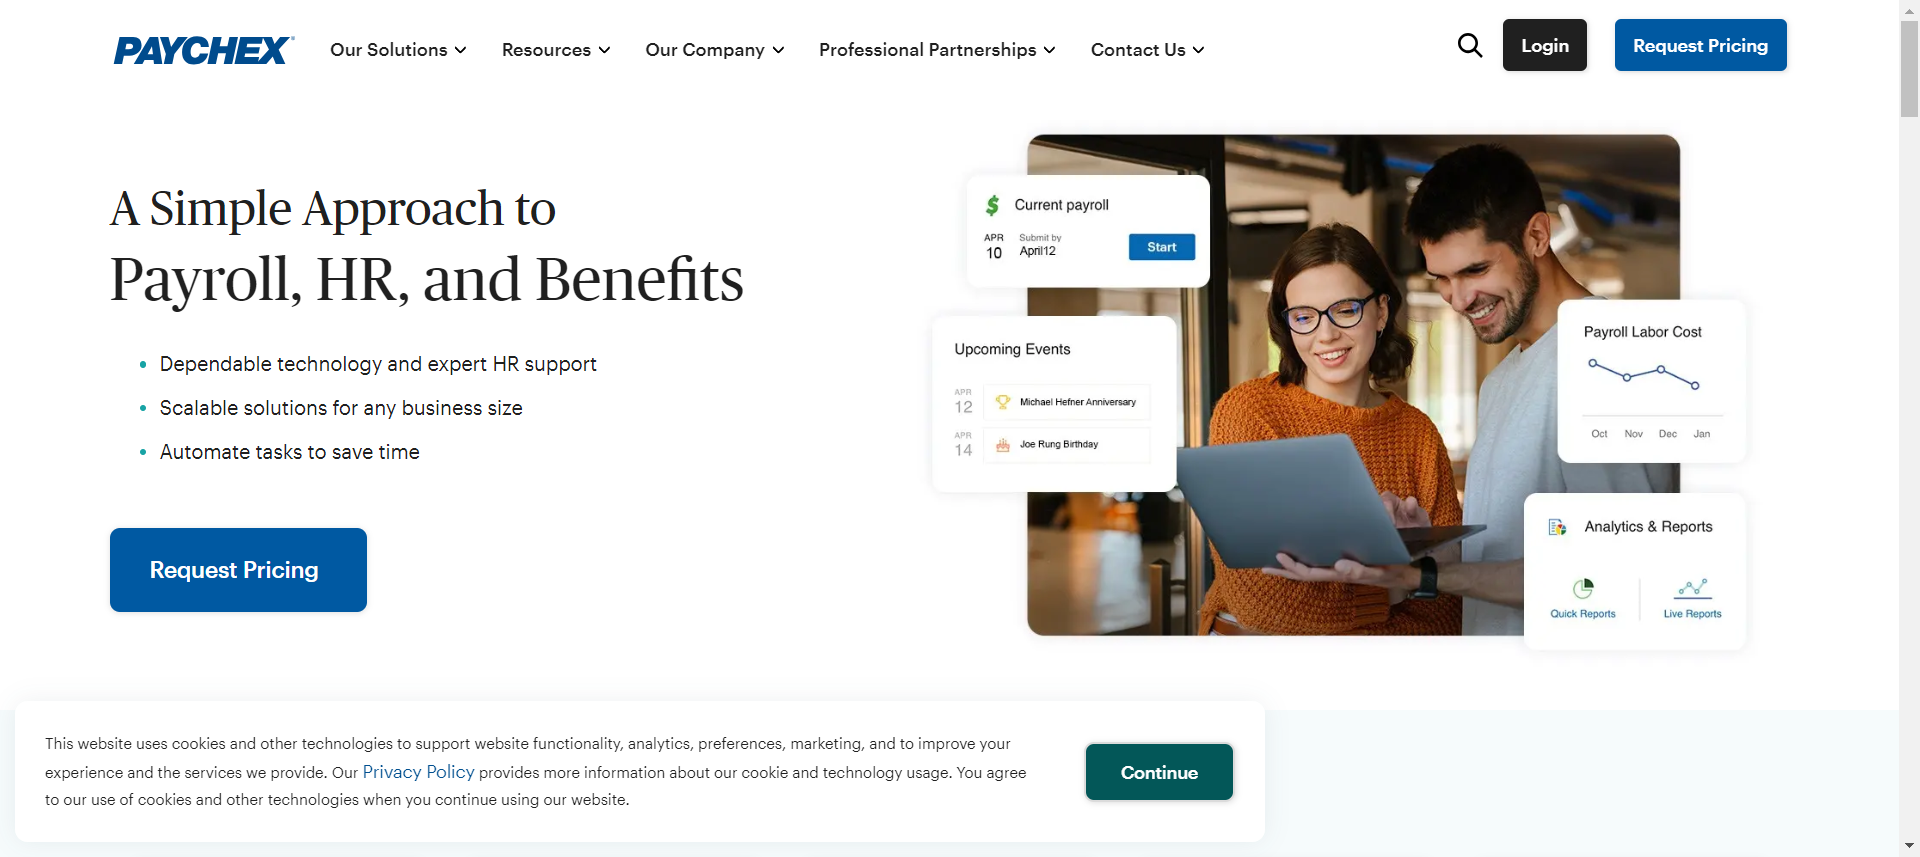 PAYCHEX®
Our Solutions
Resources
Our Company
Professional Partnerships
Contact Us
Login
Request Pricing
A Simple Approach to
Payroll, HR, and Benefits
Dependable technology and expert HR support
Scalable solutions for any business size
Automate tasks to save time
Request Pricing
Current payroll
APR
10
Submit by
April12
Start
Upcoming Events
APR
12
Michael Hefner Anniversary
APR
14
Joe Rung Birthday
Payroll Labor Cost
Oct Nov Dec Jan
Analytics & Reports
Quick Reports
Live Reports
This website uses cookies and other technologies to support website functionality, analytics, preferences, marketing, and to improve your
experience and the services we provide. Our Privacy Policy provides more information about our cookie and technology usage. You agree
to our use of cookies and other technologies when you continue using our website.
Continue